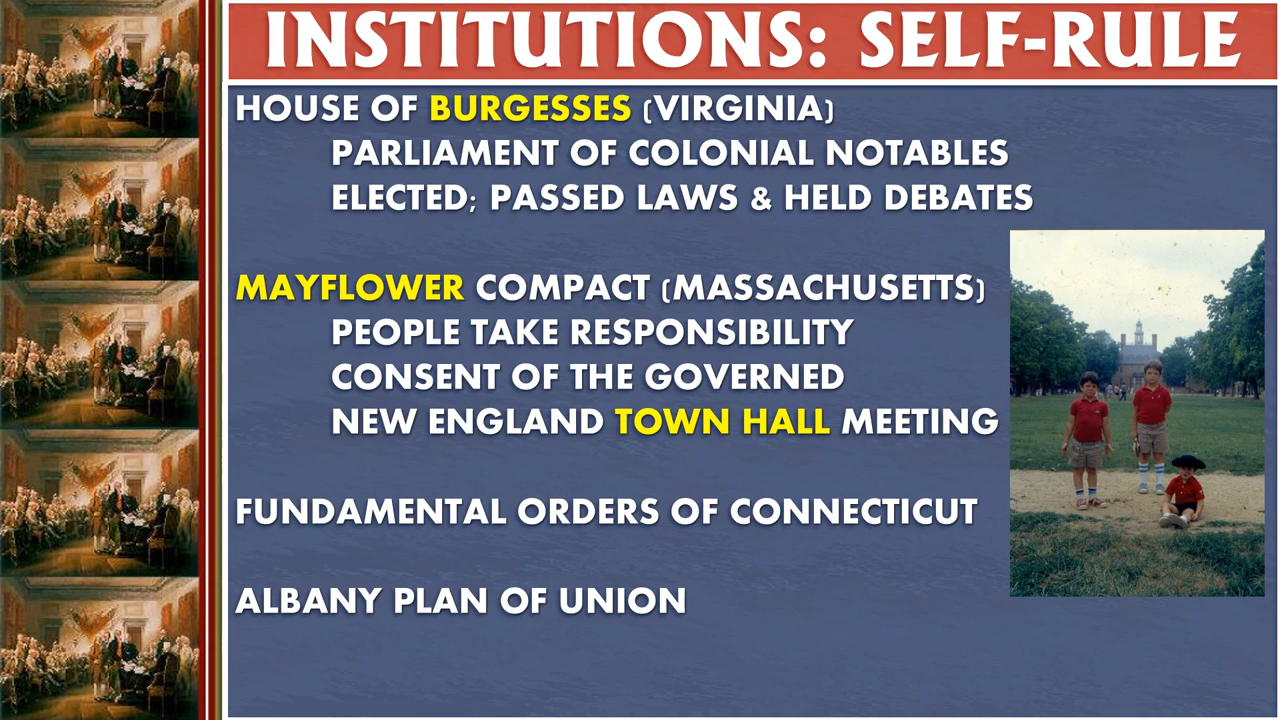 INSTITUTIONS: SELF-RULE
HOUSE OF BURGESSES (VIRGINIA)
PARLIAMENT OF COLONIAL NOTABLES
ELECTED; PASSED LAWS & HELD DEBATES
MAYFLOWER COMPACT (MASSACHUSETTS)
PEOPLE TAKE RESPONSIBILITY
CONSENT OF THE GOVERNED
NEW ENGLAND TOWN HALL MEETING
FUNDAMENTAL ORDERS OF CONNECTICUT
ALBANY PLAN OF UNION